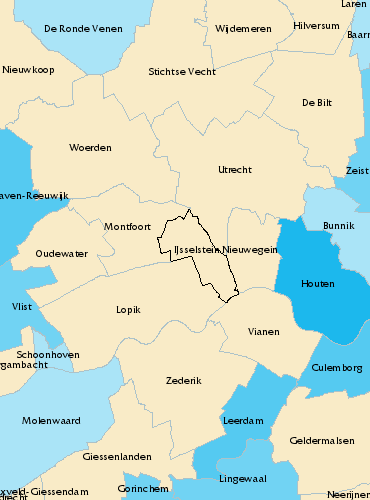 Laren
De Ronde Venen
Wijdemeren
Hilversum
Baarn
Nieuwkoop
Stichtse Vecht
De Bilt
Woerden
Utrecht
Zeist
aven-Reeuwijk
Montfoort
Bunnik
IJsselstein
Nieuwegein
Oudewater
Houten
Vlist
Lopik
Vianen
Schoonhoven
rgambacht
Culemborg
Zederik
Molenwaard
Leerdam
Geldermalsen
Giessenlanden
Lingewaal
Gorinchem
xveld-Giessendam
drecht
Neerijnen